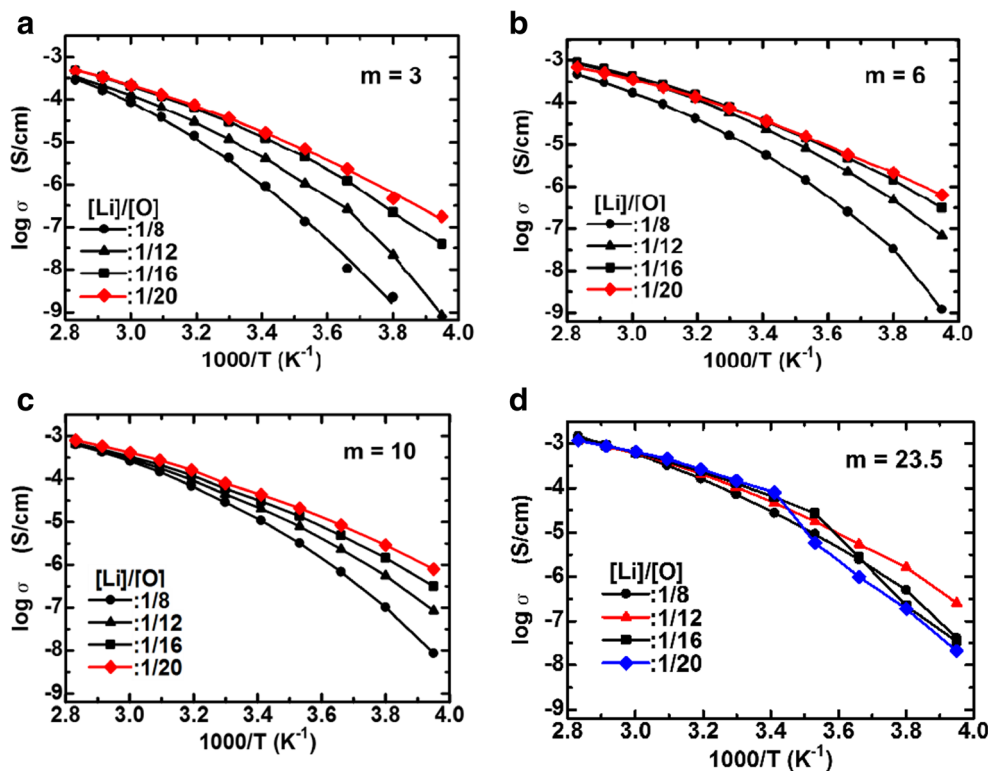 a
b
m = 3
m = 6
log σ (S/cm)
-3
-4
-5
-6
-7
-8
-9
[Li]/[O]
:1/8
:1/12
:1/16
:1/20
2.8 3.0 3.2 3.4 3.6 3.8 4.0
1000/T (K⁻¹)
log σ (S/cm)
-3
-4
-5
-6
-7
-8
-9
[Li]/[O]
:1/8
:1/12
:1/16
:1/20
2.8 3.0 3.2 3.4 3.6 3.8 4.0
1000/T (K⁻¹)
c
d
m = 10
m = 23.5
log σ (S/cm)
-3
-4
-5
-6
-7
-8
-9
[Li]/[O]
:1/8
:1/12
:1/16
:1/20
2.8 3.0 3.2 3.4 3.6 3.8 4.0
1000/T (K⁻¹)
log σ (S/cm)
-3
-4
-5
-6
-7
-8
-9
[Li]/[O]
:1/8
:1/12
:1/16
:1/20
2.8 3.0 3.2 3.4 3.6 3.8 4.0
1000/T (K⁻¹)